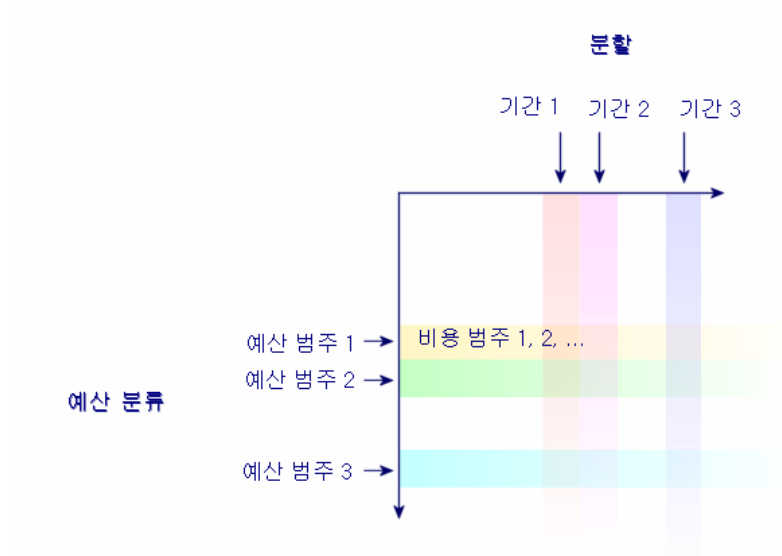 분할
기간 1 기간 2 기간 3
예산 범주 1
비용 범주 1, 2, ...
예산 범주 2
예산 분류
예산 범주 3